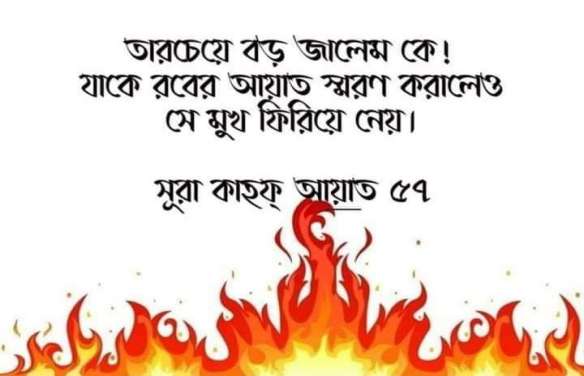 তারচেয়ে বড় জালেম কে!
যাকে রবের আয়াত স্মরণ করালেও
সে মুখ ফিরিয়ে নেয়।
সূরা কাহফ্ আয়াত ৫৭